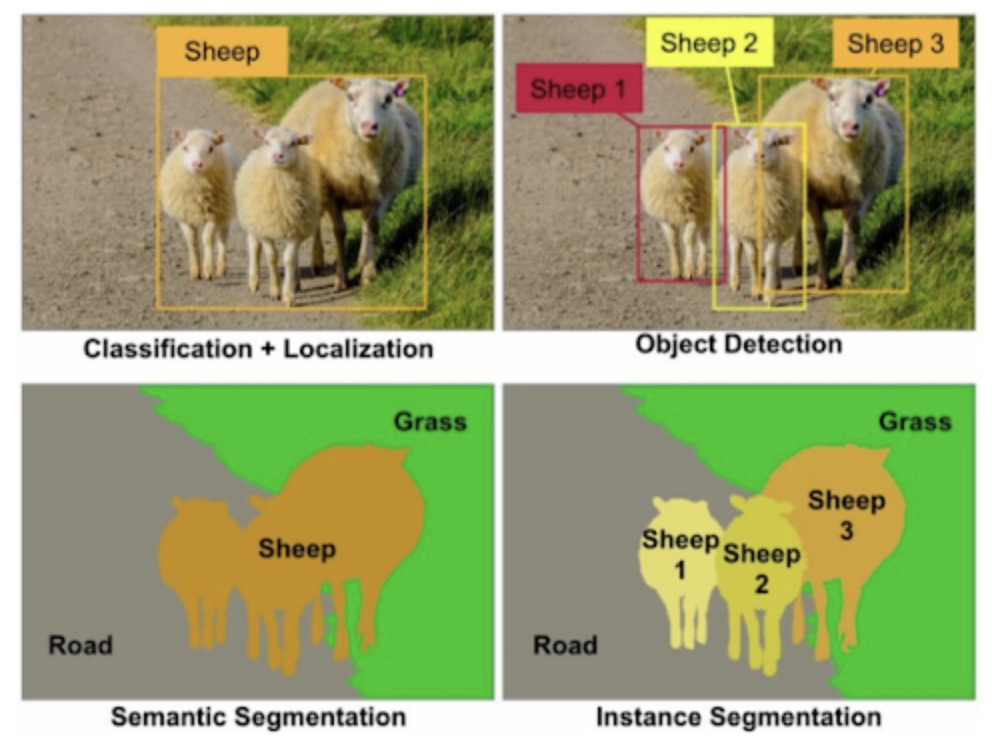 Sheep
Sheep 1
Sheep 2
Sheep 3
Classification + Localization
Object Detection
Grass
Sheep
Road
Grass
Sheep
1
Sheep
2
Sheep
3
Road
Semantic Segmentation
Instance Segmentation